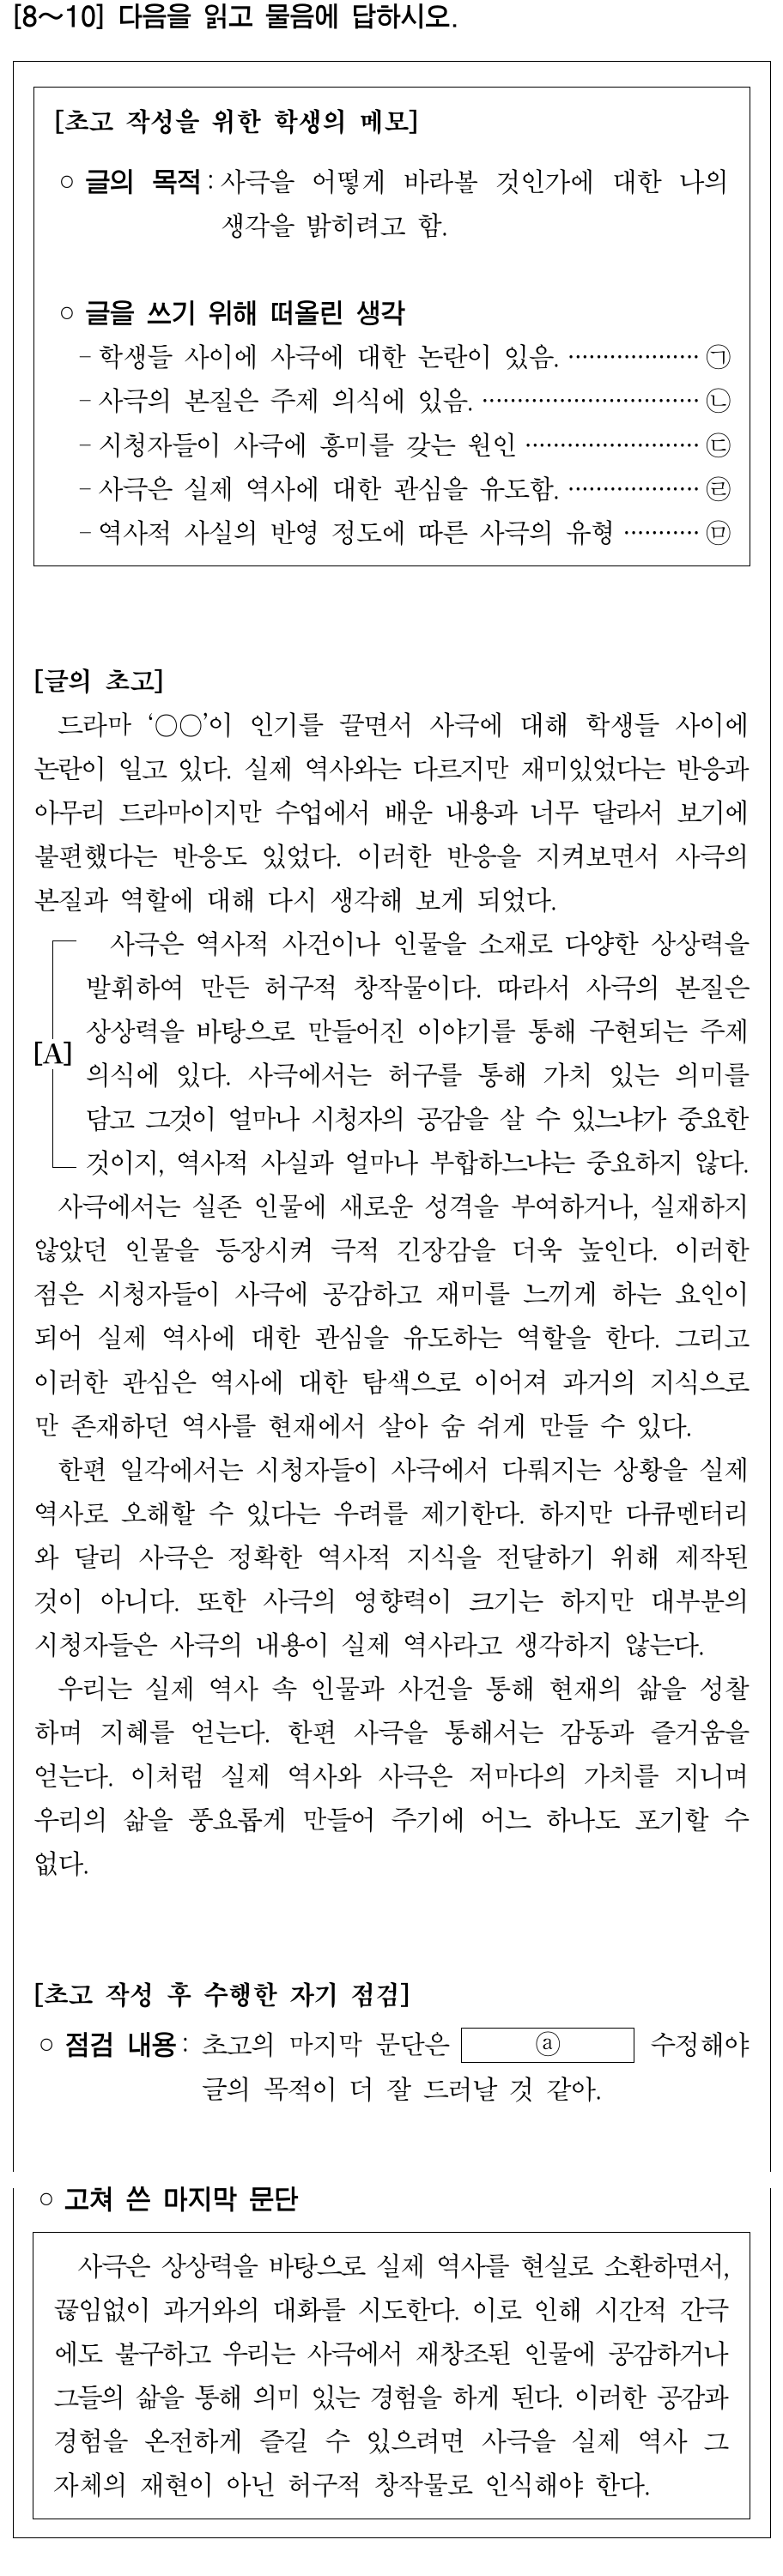 [8~10] 다음을 읽고 물음에 답하시오.
[초고 작성을 위한 학생의 메모]
○ 글의 목적 : 사극을 어떻게 바라볼 것인가에 대한 나의
생각을 밝히려고 함.
○ 글을 쓰기 위해 떠올린 생각
- 학생들 사이에 사극에 대한 논란이 있음. ⋯⋯⋯⋯⋯⋯ ㉠
- 사극의 본질은 주제 의식에 있음. ⋯⋯⋯⋯⋯⋯⋯⋯⋯⋯ ㉡
- 시청자들이 사극에 흥미를 갖는 원인 ⋯⋯⋯⋯⋯⋯⋯⋯ ㉢
- 사극은 실제 역사에 대한 관심을 유도함. ⋯⋯⋯⋯⋯⋯ ㉣
- 역사적 사실의 반영 정도에 따른 사극의 유형 ⋯⋯⋯⋯ ㉤
[글의 초고]
드라마 ‘○○’이 인기를 끌면서 사극에 대해 학생들 사이에
논란이 일고 있다. 실제 역사와는 다르지만 재미있었다는 반응과
아무리 드라마이지만 수업에서 배운 내용과 너무 달라서 보기에
불편했다는 반응도 있었다. 이러한 반응을 지켜보면서 사극의
본질과 역할에 대해 다시 생각해 보게 되었다.
사극은 역사적 사건이나 인물을 소재로 다양한 상상력을
발휘하여 만든 허구적 창작물이다. 따라서 사극의 본질은
상상력을 바탕으로 만들어진 이야기를 통해 구현되는 주제
[A] 의식에 있다. 사극에서는 허구를 통해 가치 있는 의미를
담고 그것이 얼마나 시청자의 공감을 살 수 있느냐가 중요한
것이지, 역사적 사실과 얼마나 부합하느냐는 중요하지 않다.
사극에서는 실존 인물에 새로운 성격을 부여하거나, 실재하지
않았던 인물을 등장시켜 극적 긴장감을 더욱 높인다. 이러한
점은 시청자들이 사극에 공감하고 재미를 느끼게 하는 요인이
되어 실제 역사에 대한 관심을 유도하는 역할을 한다. 그리고
이러한 관심은 역사에 대한 탐색으로 이어져 과거의 지식으로
만 존재하던 역사를 현재에서 살아 숨 쉬게 만들 수 있다.
한편 일각에서는 시청자들이 사극에서 다뤄지는 상황을 실제
역사로 오해할 수 있다는 우려를 제기한다. 하지만 다큐멘터리
와 달리 사극은 정확한 역사적 지식을 전달하기 위해 제작된
것이 아니다. 또한 사극의 영향력이 크기는 하지만 대부분의
시청자들은 사극의 내용이 실제 역사라고 생각하지 않는다.
우리는 실제 역사 속 인물과 사건을 통해 현재의 삶을 성찰
하며 지혜를 얻는다. 한편 사극을 통해서는 감동과 즐거움을
얻는다. 이처럼 실제 역사와 사극은 저마다의 가치를 지니며
우리의 삶을 풍요롭게 만들어 주기에 어느 하나도 포기할 수
없다.
[초고 작성 후 수행한 자기 점검]
○ 점검 내용 : 초고의 마지막 문단은 ⓐ 수정해야
글의 목적이 더 잘 드러날 것 같아.
○ 고쳐 쓴 마지막 문단
사극은 상상력을 바탕으로 실제 역사를 현실로 소환하면서,
끊임없이 과거와의 대화를 시도한다. 이로 인해 시간적 간극
에도 불구하고 우리는 사극에서 재창조된 인물에 공감하거나
그들의 삶을 통해 의미 있는 경험을 하게 된다. 이러한 공감과
경험을 온전하게 즐길 수 있으려면 사극을 실제 역사 그
자체의 재현이 아닌 허구적 창작물로 인식해야 한다.